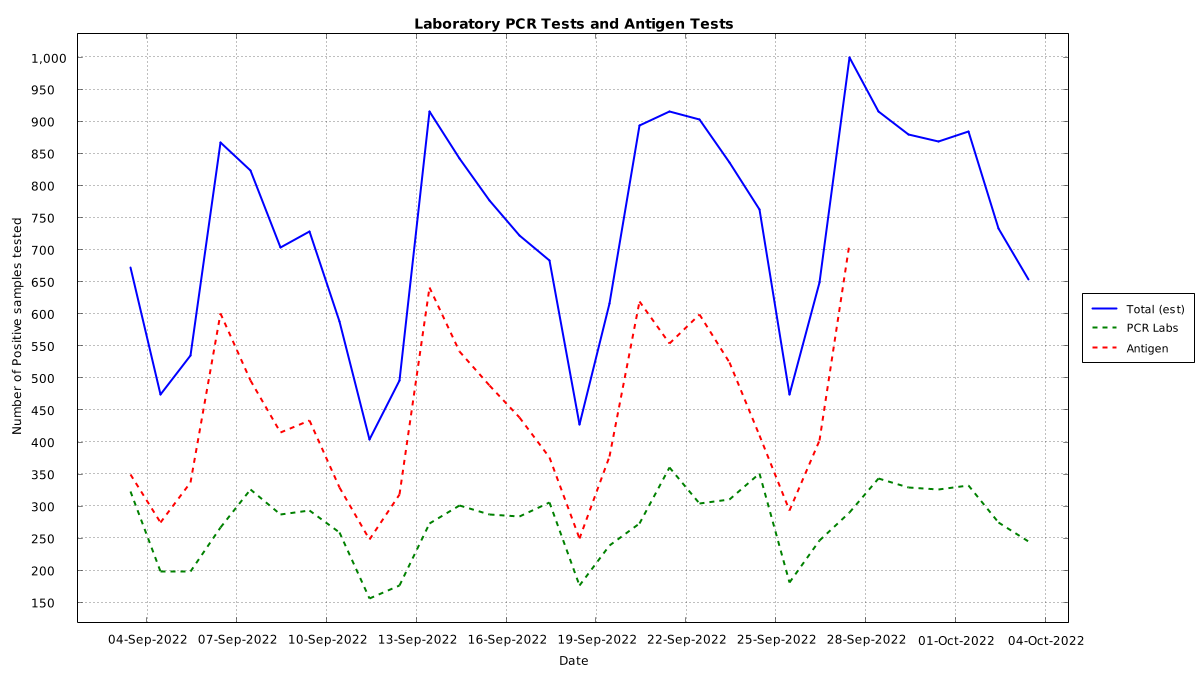 Laboratory PCR Tests and Antigen Tests
Number of Positive samples tested
1,000
950
900
850
800
750
700
650
600
550
500
450
400
350
300
250
200
150
04-Sep-2022 07-Sep-2022 10-Sep-2022 13-Sep-2022 16-Sep-2022 19-Sep-2022 22-Sep-2022 25-Sep-2022 28-Sep-2022 01-Oct-2022 04-Oct-2022
Date
Total (est)
PCR Labs
Antigen